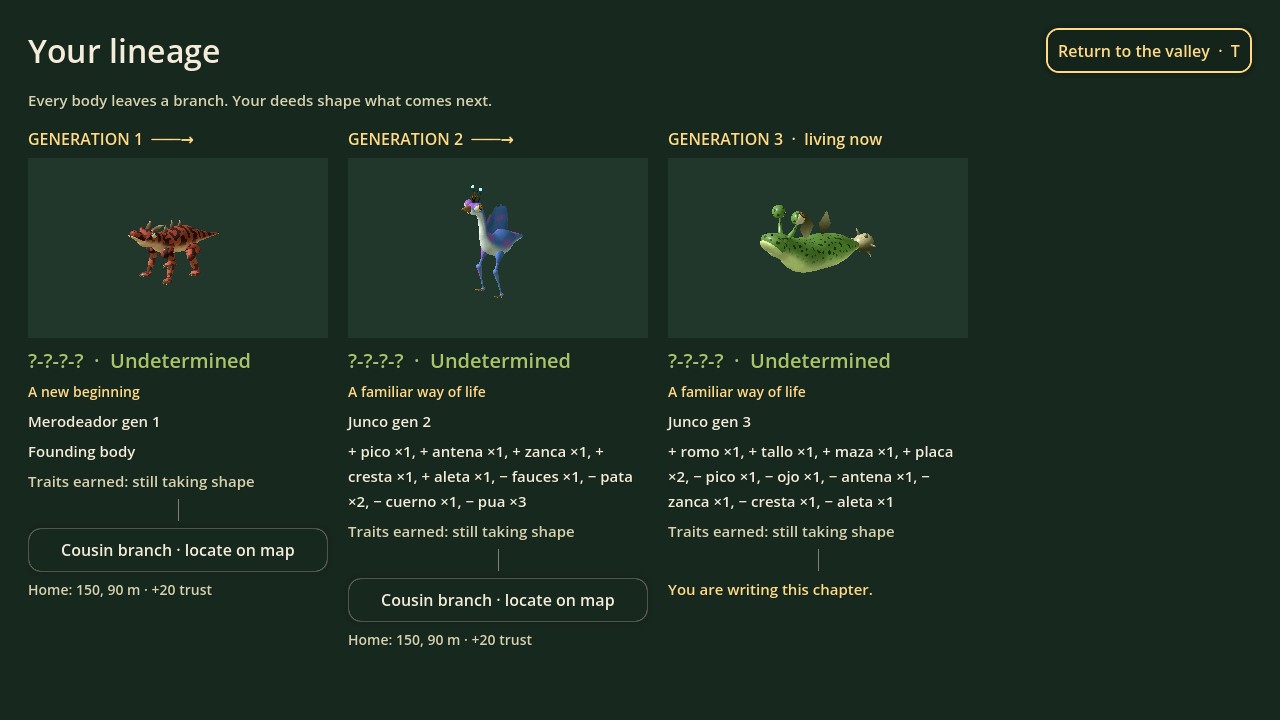 Your lineage
Return to the valley · T
Every body leaves a branch. Your deeds shape what comes next.
GENERATION 1 ——→
GENERATION 2 ——→
GENERATION 3 · living now
?-?-?-? · Undetermined
A new beginning
Merodeador gen 1
Founding body
Traits earned: still taking shape
Cousin branch · locate on map
Home: 150, 90 m · +20 trust
?-?-?-? · Undetermined
A familiar way of life
Junco gen 2
+ pico ×1, + antena ×1, + zanca ×1, +
cresta ×1, + aleta ×1, − fauces ×1, − pata
×2, − cuerno ×1, − pua ×3
Traits earned: still taking shape
Cousin branch · locate on map
Home: 150, 90 m · +20 trust
?-?-?-? · Undetermined
A familiar way of life
Junco gen 3
+ romo ×1, + tallo ×1, + maza ×1, + placa
×2, − pico ×1, − ojo ×1, − antena ×1, −
zanca ×1, − cresta ×1, − aleta ×1
Traits earned: still taking shape
You are writing this chapter.